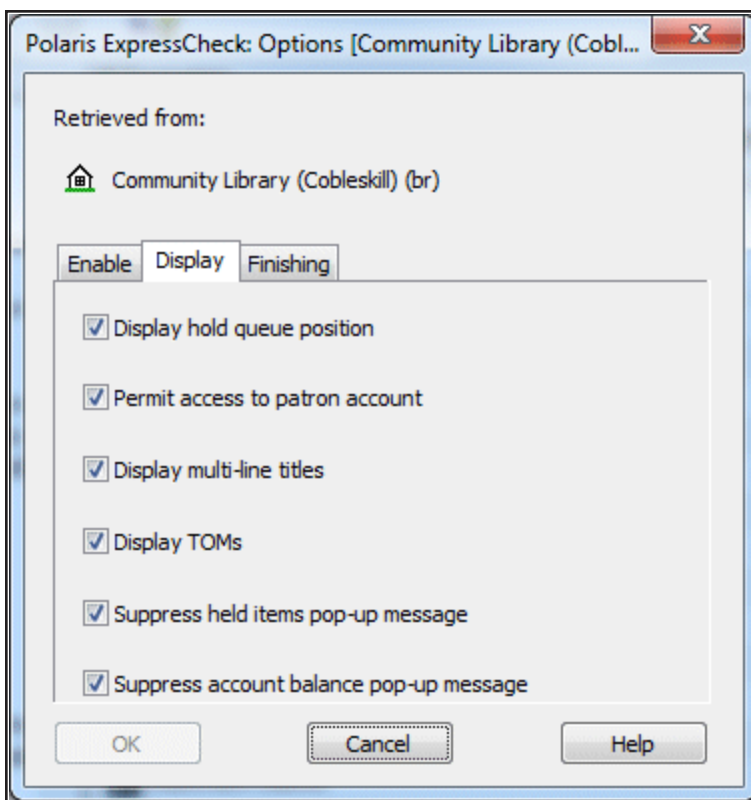 Polaris ExpressCheck: Options [Community Library (Cobl...
Retrieved from:
Community Library (Cobleskill) (br)
Enable Display Finishing
Display hold queue position
Permit access to patron account
Display multi-line titles
Display TOMs
Suppress held items pop-up message
Suppress account balance pop-up message
OK Cancel Help